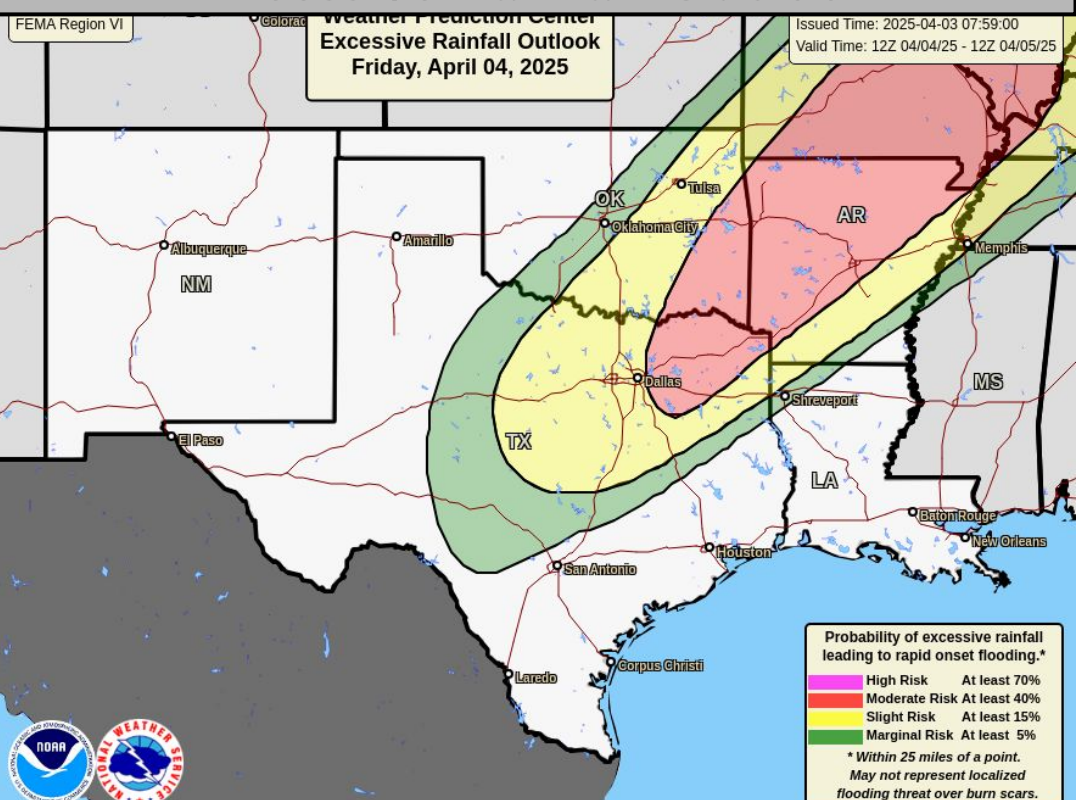 FEMA Region VI
Weather Prediction Center
Excessive Rainfall Outlook
Friday, April 04, 2025
Issued Time: 2025-04-03 07:59:00
Valid Time: 12Z 04/04/25 - 12Z 04/05/25
Colorad
Tulsa
OK
Oklahoma City
AR
Albuquerque
Amarillo
Memphis
NM
Dallas
MS
Shreveport
El Paso
TX
LA
Baton Rouge
New Orleans
Houston
San Antonio
Corpus Christi
Laredo
Probability of excessive rainfall
leading to rapid onset flooding.*
High Risk At least 70%
Moderate Risk At least 40%
Slight Risk At least 15%
Marginal Risk At least 5%
* Within 25 miles of a point.
May not represent localized
flooding threat over burn scars.
NOAA
NATIONAL WEATHER SERVICE